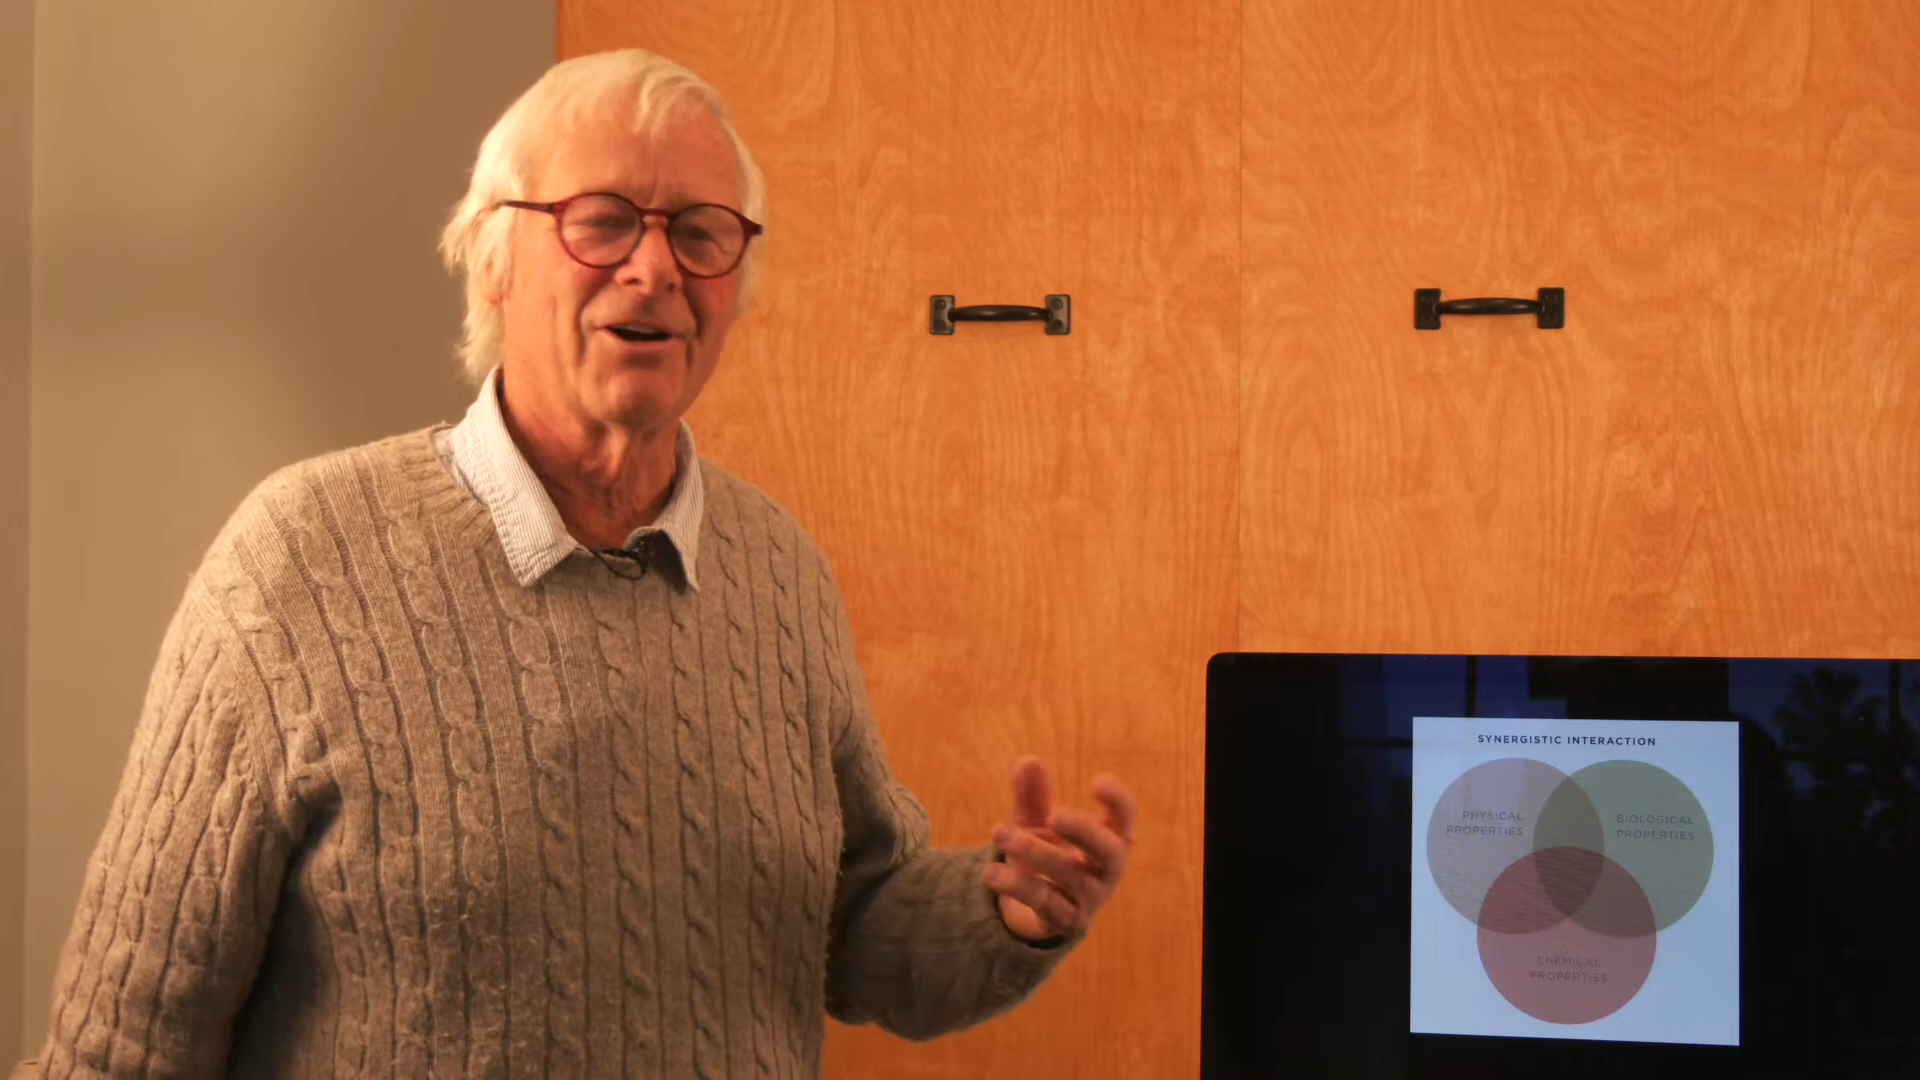 SYNERGISTIC INTERACTION
PHYSICAL
PROPERTIES
BIOLOGICAL
PROPERTIES
CHEMICAL
PROPERTIES